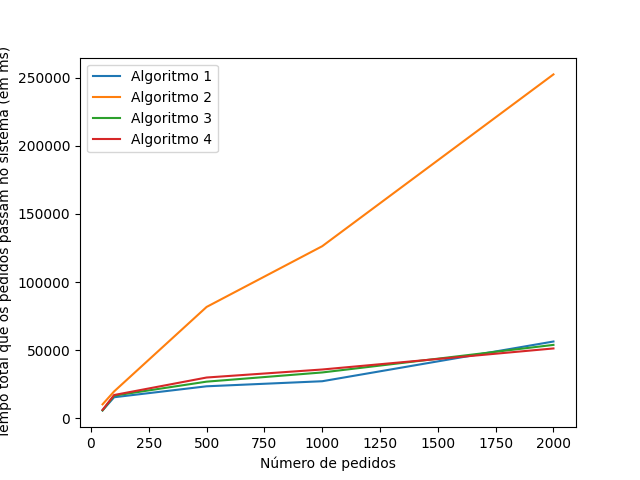 Algoritmo 1
Algoritmo 2
Algoritmo 3
Algoritmo 4
250000
200000
150000
100000
50000
0
0 250 500 750 1000 1250 1500 1750 2000
Número de pedidos
Tempo total que os pedidos passam no sistema (em ms)